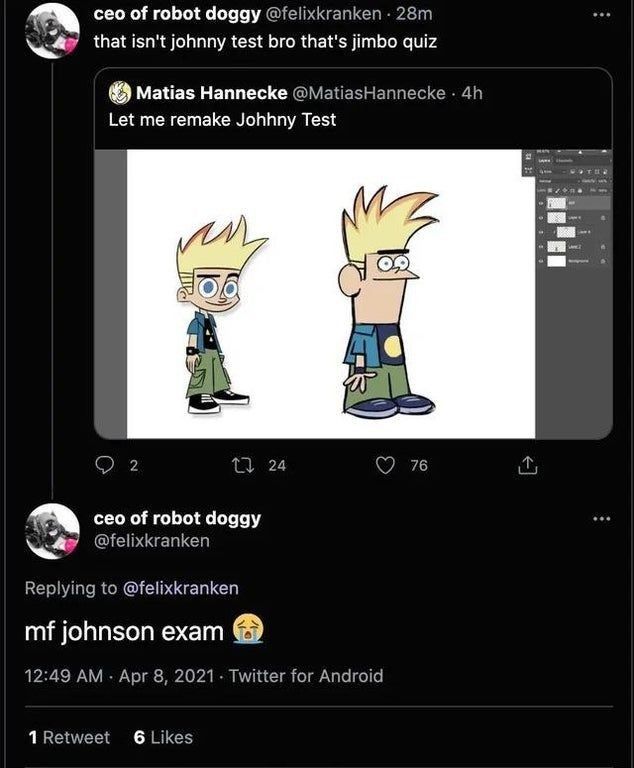 ceo of robot doggy @felixkranken · 28m
that isn't johnny test bro that's jimbo quiz
Matias Hannecke @MatiasHannecke · 4h
Let me remake Johhny Test
2 24 76
ceo of robot doggy
@felixkranken
Replying to @felixkranken
mf johnson exam 😭
12:49 AM · Apr 8, 2021 · Twitter for Android
1 Retweet 6 Likes